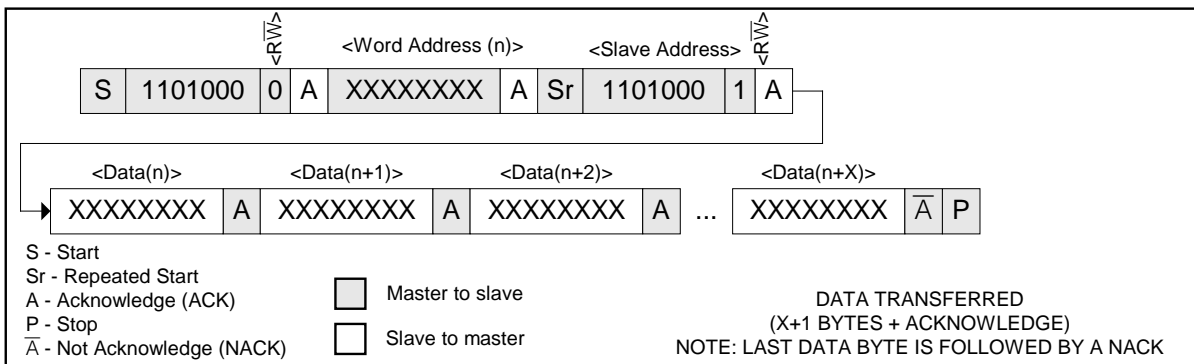 <RW̅> <RW̅>
<Word Address (n)> <Slave Address>
S 1101000 0 A XXXXXXXX A Sr 1101000 1 A
<Data(n)> <Data(n+1)> <Data(n+2)> <Data(n+X)>
XXXXXXXX A XXXXXXXX A XXXXXXXX A ... XXXXXXXX A̅ P
S - Start
Sr - Repeated Start
A - Acknowledge (ACK)
P - Stop
A̅ - Not Acknowledge (NACK)
Master to slave
Slave to master
DATA TRANSFERRED
(X+1 BYTES + ACKNOWLEDGE)
NOTE: LAST DATA BYTE IS FOLLOWED BY A NACK